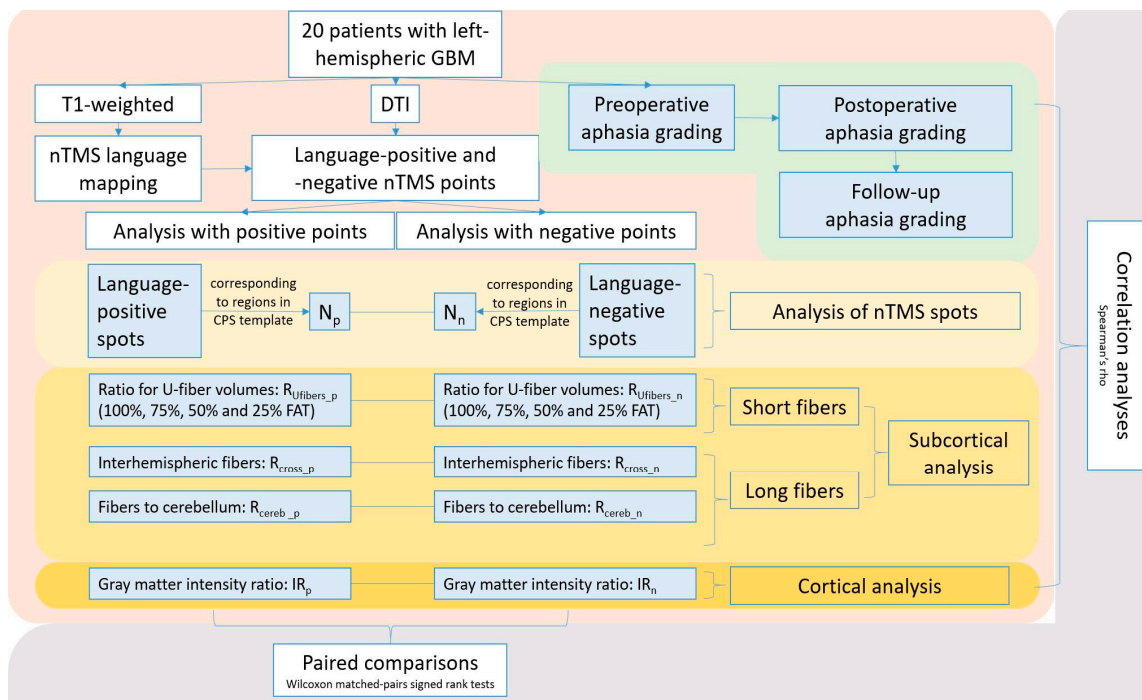 20 patients with left-
hemispheric GBM
T1-weighted
DTI
Preoperative
aphasia grading
Postoperative
aphasia grading
nTMS language
mapping
Language-positive and
-negative nTMS points
Follow-up
aphasia grading
Analysis with positive points
Analysis with negative points
Language-
positive
spots
corresponding
to regions in
CPS template
Np
Nn
corresponding
to regions in
CPS template
Language-
negative
spots
Analysis of nTMS spots
Ratio for U-fiber volumes: RUfibers_p
(100%, 75%, 50% and 25% FAT)
Ratio for U-fiber volumes: RUfibers_n
(100%, 75%, 50% and 25% FAT)
Short fibers
Interhemispheric fibers: Rcross_p
Interhemispheric fibers: Rcross_n
Fibers to cerebellum: Rcereb _p
Fibers to cerebellum: Rcereb_n
Long fibers
Subcortical
analysis
Gray matter intensity ratio: IRp
Gray matter intensity ratio: IRn
Cortical analysis
Paired comparisons
Wilcoxon matched-pairs signed rank tests
Correlation analyses
Spearman's rho